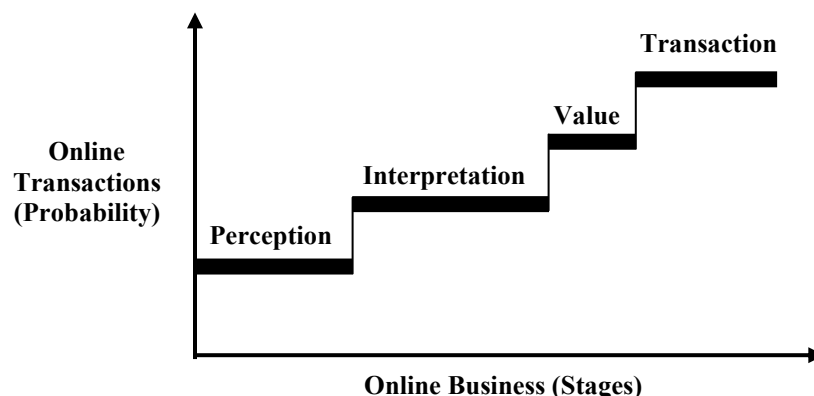 Transaction
Value
Online
Transactions
(Probability)
Interpretation
Perception
Online Business (Stages)